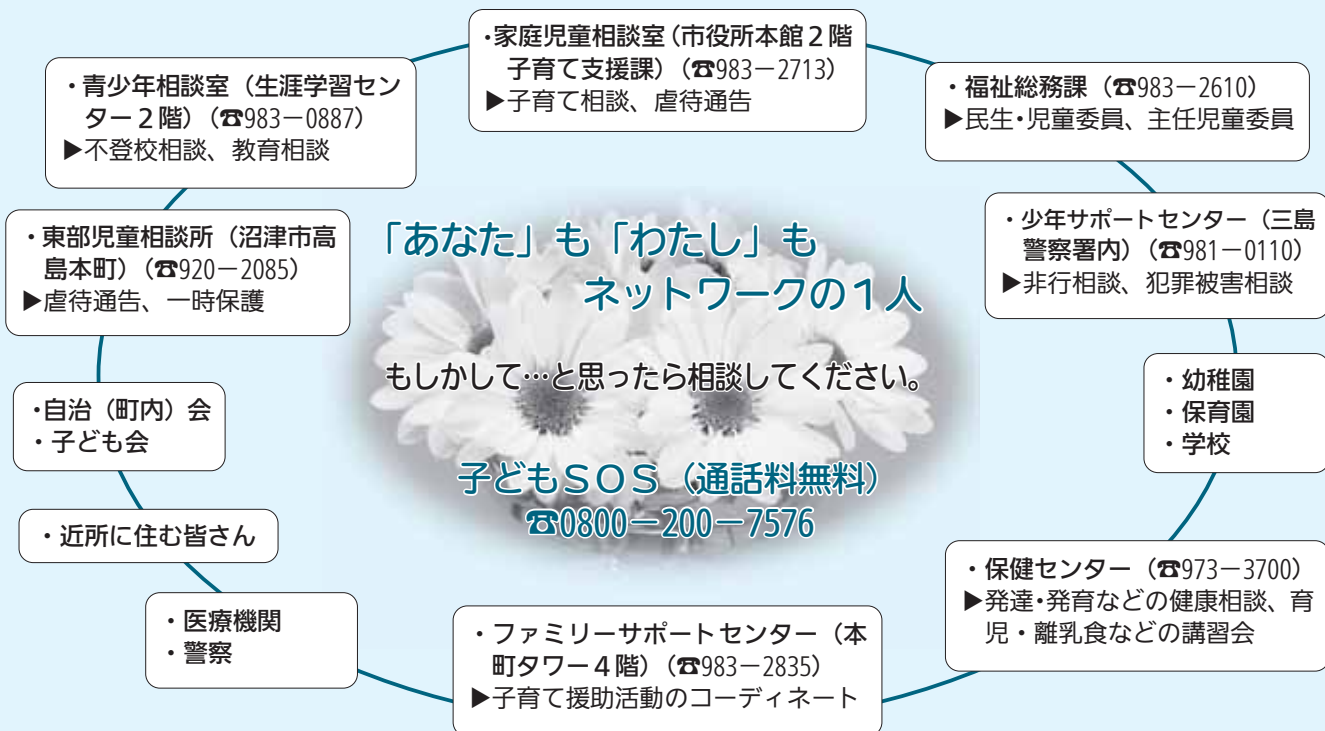 ・家庭児童相談室（市役所本館２階
子育て支援課）（☎983－2713）
▶子育て相談、虐待通告
・青少年相談室（生涯学習セン
ター２階）（☎983－0887）
▶不登校相談、教育相談
・福祉総務課（☎983－2610）
▶民生・児童委員、主任児童委員
・東部児童相談所（沼津市高
島本町）（☎920－2085）
▶虐待通告、一時保護
・少年サポートセンター（三島
警察署内）（☎981－0110）
▶非行相談、犯罪被害相談
「あなた」も「わたし」も
ネットワークの１人
もしかして…と思ったら相談してください。
子どもＳＯＳ（通話料無料）
☎0800－200－7576
・自治（町内）会
・子ども会
・幼稚園
・保育園
・学校
・近所に住む皆さん
・医療機関
・警察
・ファミリーサポートセンター（本
町タワー４階）（☎983－2835）
▶子育て援助活動のコーディネート
・保健センター（☎973－3700）
▶発達・発育などの健康相談、育
児・離乳食などの講習会